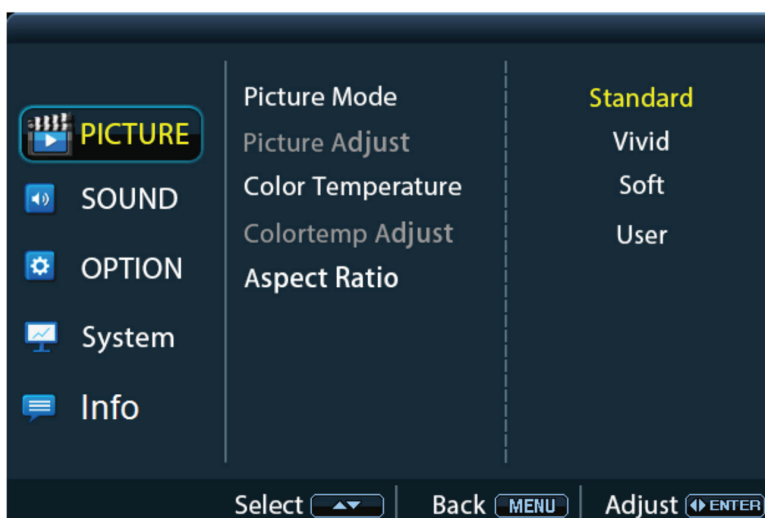 PICTURE
SOUND
OPTION
System
Info
Picture Mode
Picture Adjust
Color Temperature
Colortemp Adjust
Aspect Ratio
Standard
Vivid
Soft
User
Select Back MENU Adjust ENTER